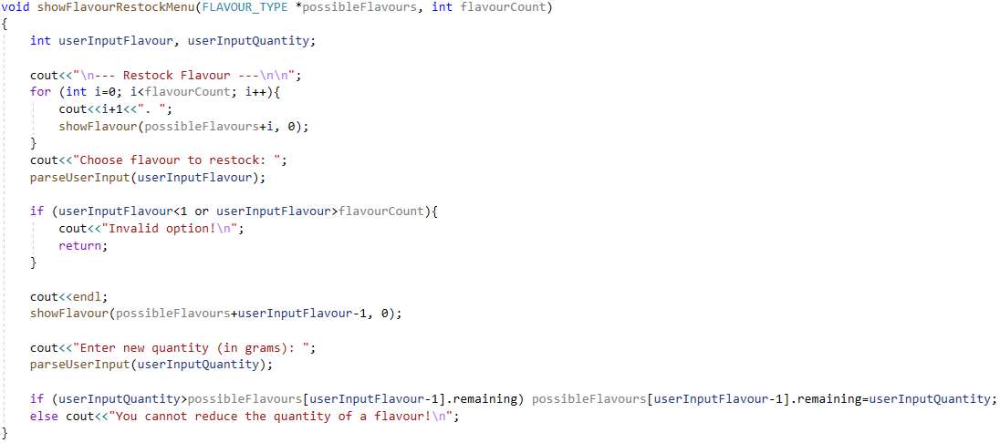 void showFlavourRestockMenu(FLAVOUR_TYPE *possibleFlavours, int flavourCount)
{
    int userInputFlavour, userInputQuantity;

    cout<<"\n--- Restock Flavour ---\n\n";
    for (int i=0; i<flavourCount; i++){
        cout<<i+1<<". ";
        showFlavour(possibleFlavours+i, 0);
    }
    cout<<"Choose flavour to restock: ";
    parseUserInput(userInputFlavour);

    if (userInputFlavour<1 or userInputFlavour>flavourCount){
        cout<<"Invalid option!\n";
        return;
    }

    cout<<endl;
    showFlavour(possibleFlavours+userInputFlavour-1, 0);

    cout<<"Enter new quantity (in grams): ";
    parseUserInput(userInputQuantity);

    if (userInputQuantity>possibleFlavours[userInputFlavour-1].remaining) possibleFlavours[userInputFlavour-1].remaining=userInputQuantity;
    else cout<<"You cannot reduce the quantity of a flavour!\n";
}